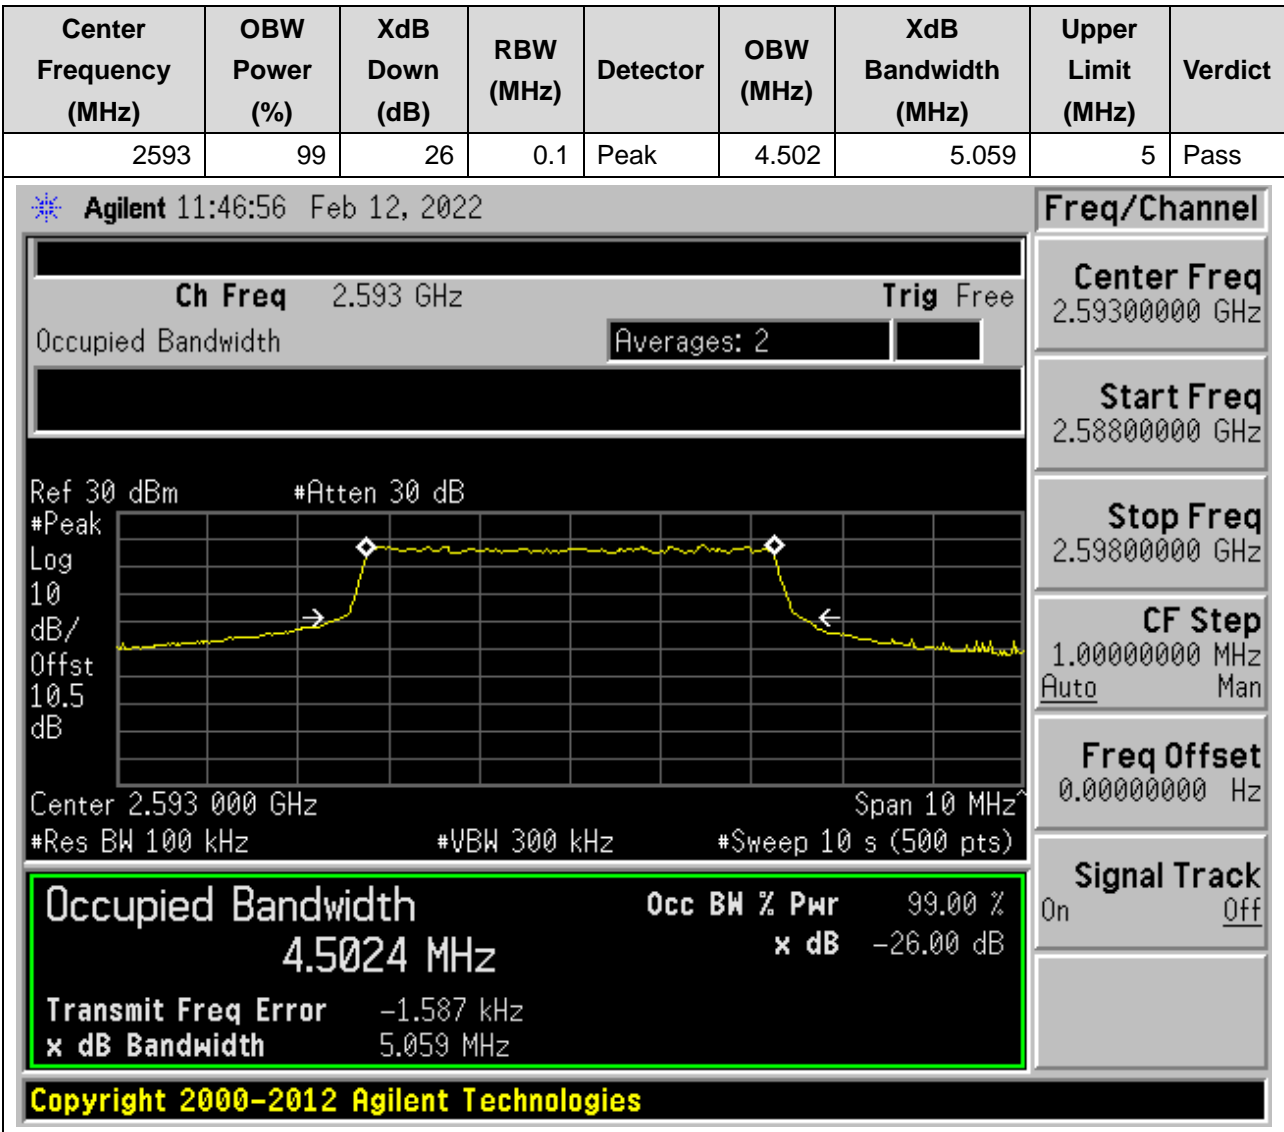 Center Frequency (MHz) OBW Power (%) XdB Down (dB) RBW (MHz) Detector OBW (MHz) XdB Bandwidth (MHz) Upper Limit (MHz) Verdict
2593 99 26 0.1 Peak 4.502 5.059 5 Pass
Agilent 11:46:56 Feb 12, 2022
Freq/Channel
Ch Freq 2.593 GHz Trig Free
Occupied Bandwidth Averages: 2
Center Freq
2.59300000 GHz
Start Freq
2.58800000 GHz
Stop Freq
2.59800000 GHz
CF Step
1.00000000 MHz
Auto Man
Freq Offset
0.00000000 Hz
Signal Track
On Off
Ref 30 dBm #Atten 30 dB
#Peak
Log
10
dB/
Offst
10.5
dB
Center 2.593 000 GHz Span 10 MHz^
#Res BW 100 kHz #VBW 300 kHz #Sweep 10 s (500 pts)
Occupied Bandwidth Occ BW % Pwr 99.00 %
4.5024 MHz x dB -26.00 dB
Transmit Freq Error -1.587 kHz
x dB Bandwidth 5.059 MHz
Copyright 2000-2012 Agilent Technologies